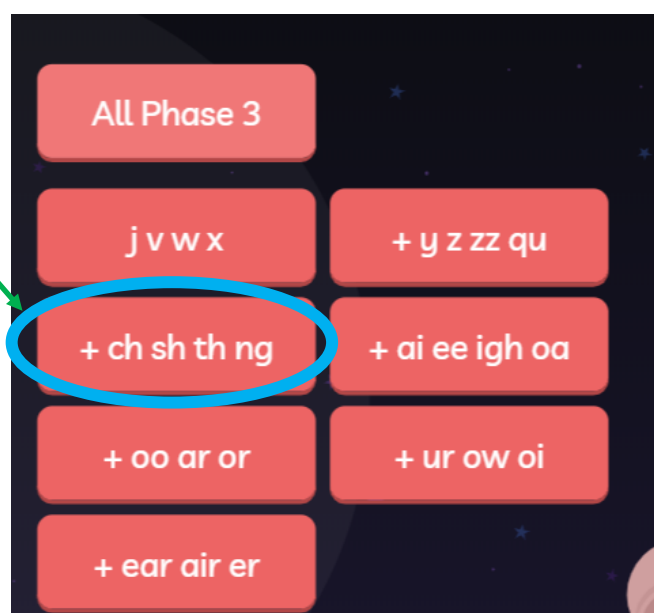 All Phase 3
j v w x
+ y z zz qu
+ ch sh th ng
+ ai ee igh oa
+ oo ar or
+ ur ow oi
+ ear air er